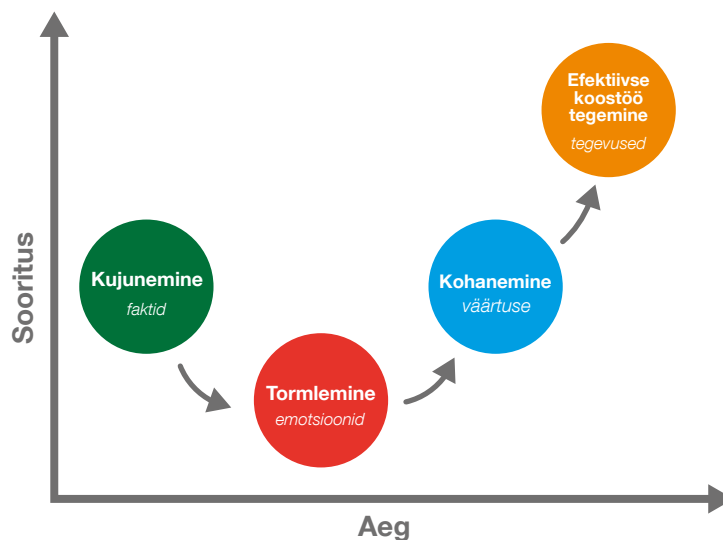 Efektiivse
koostöö
tegemine
tegevused
Sooritus
Kujunemine
faktid
Kohanemine
väärtuse
Tormlemine
emotsioonid
Aeg